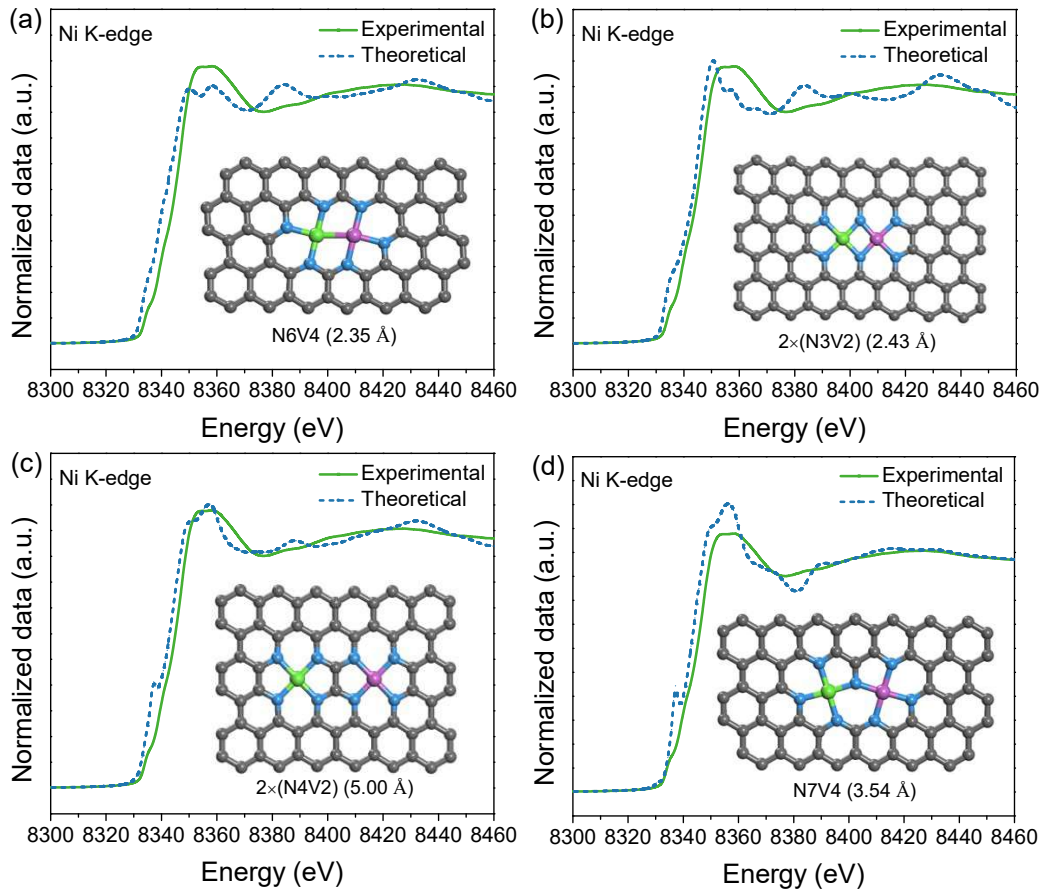 (a)
Ni K-edge
Experimental
Theoretical
Normalized data (a.u.)
N6V4 (2.35 Å)
8300 8320 8340 8360 8380 8400 8420 8440 8460
Energy (eV)
(b)
Ni K-edge
Experimental
Theoretical
Normalized data (a.u.)
2×(N3V2) (2.43 Å)
8300 8320 8340 8360 8380 8400 8420 8440 8460
Energy (eV)
(c)
Ni K-edge
Experimental
Theoretical
Normalized data (a.u.)
2×(N4V2) (5.00 Å)
8300 8320 8340 8360 8380 8400 8420 8440 8460
Energy (eV)
(d)
Ni K-edge
Experimental
Theoretical
Normalized data (a.u.)
N7V4 (3.54 Å)
8300 8320 8340 8360 8380 8400 8420 8440 8460
Energy (eV)